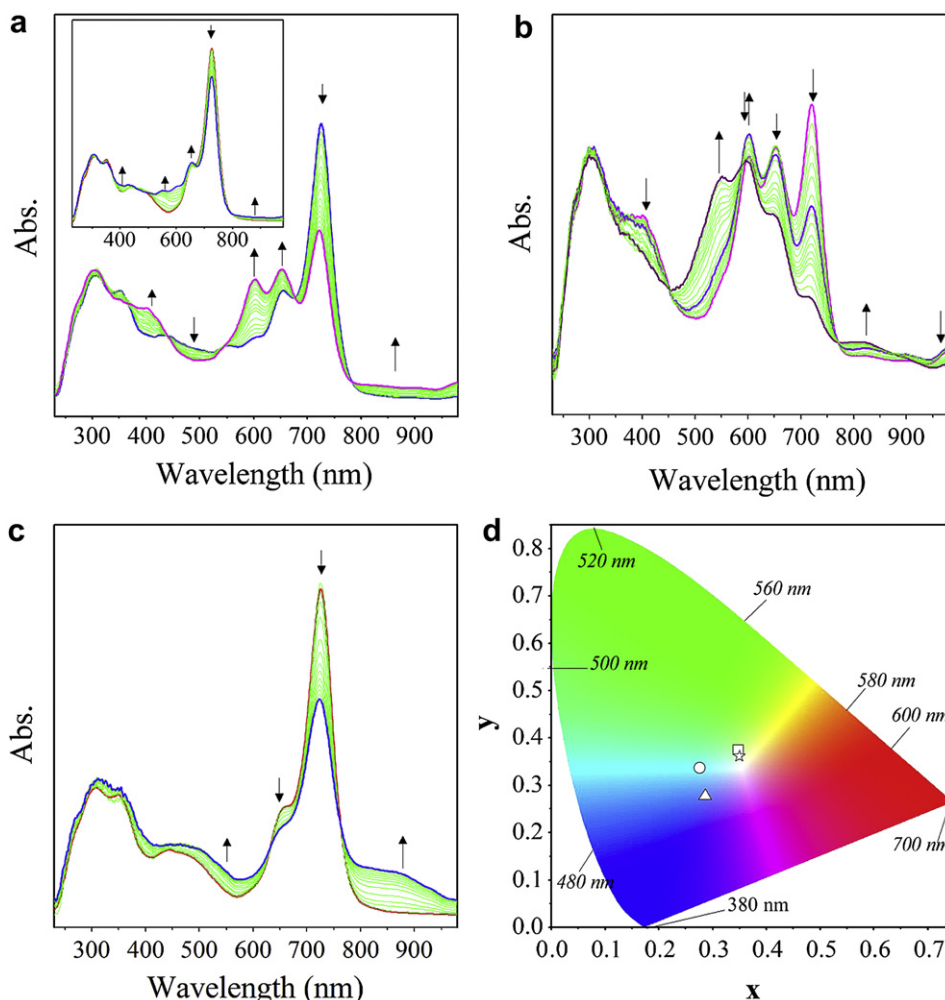 a
Abs.
400 600 800
300 400 500 600 700 800 900
Wavelength (nm)
b
Abs.
300 400 500 600 700 800 900
Wavelength (nm)
c
Abs.
300 400 500 600 700 800 900
Wavelength (nm)
d
y
0.8
0.7
0.6
0.5
0.4
0.3
0.2
0.1
0.0
520 nm
560 nm
500 nm
580 nm
600 nm
700 nm
480 nm
380 nm
0.0 0.1 0.2 0.3 0.4 0.5 0.6 0.7
x